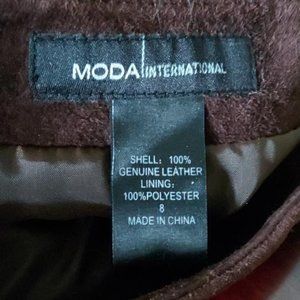 MODA INTERNATIONAL
SHELL: 100%
GENUINE LEATHER
LINING:
100%POLYESTER
8
MADE IN CHINA